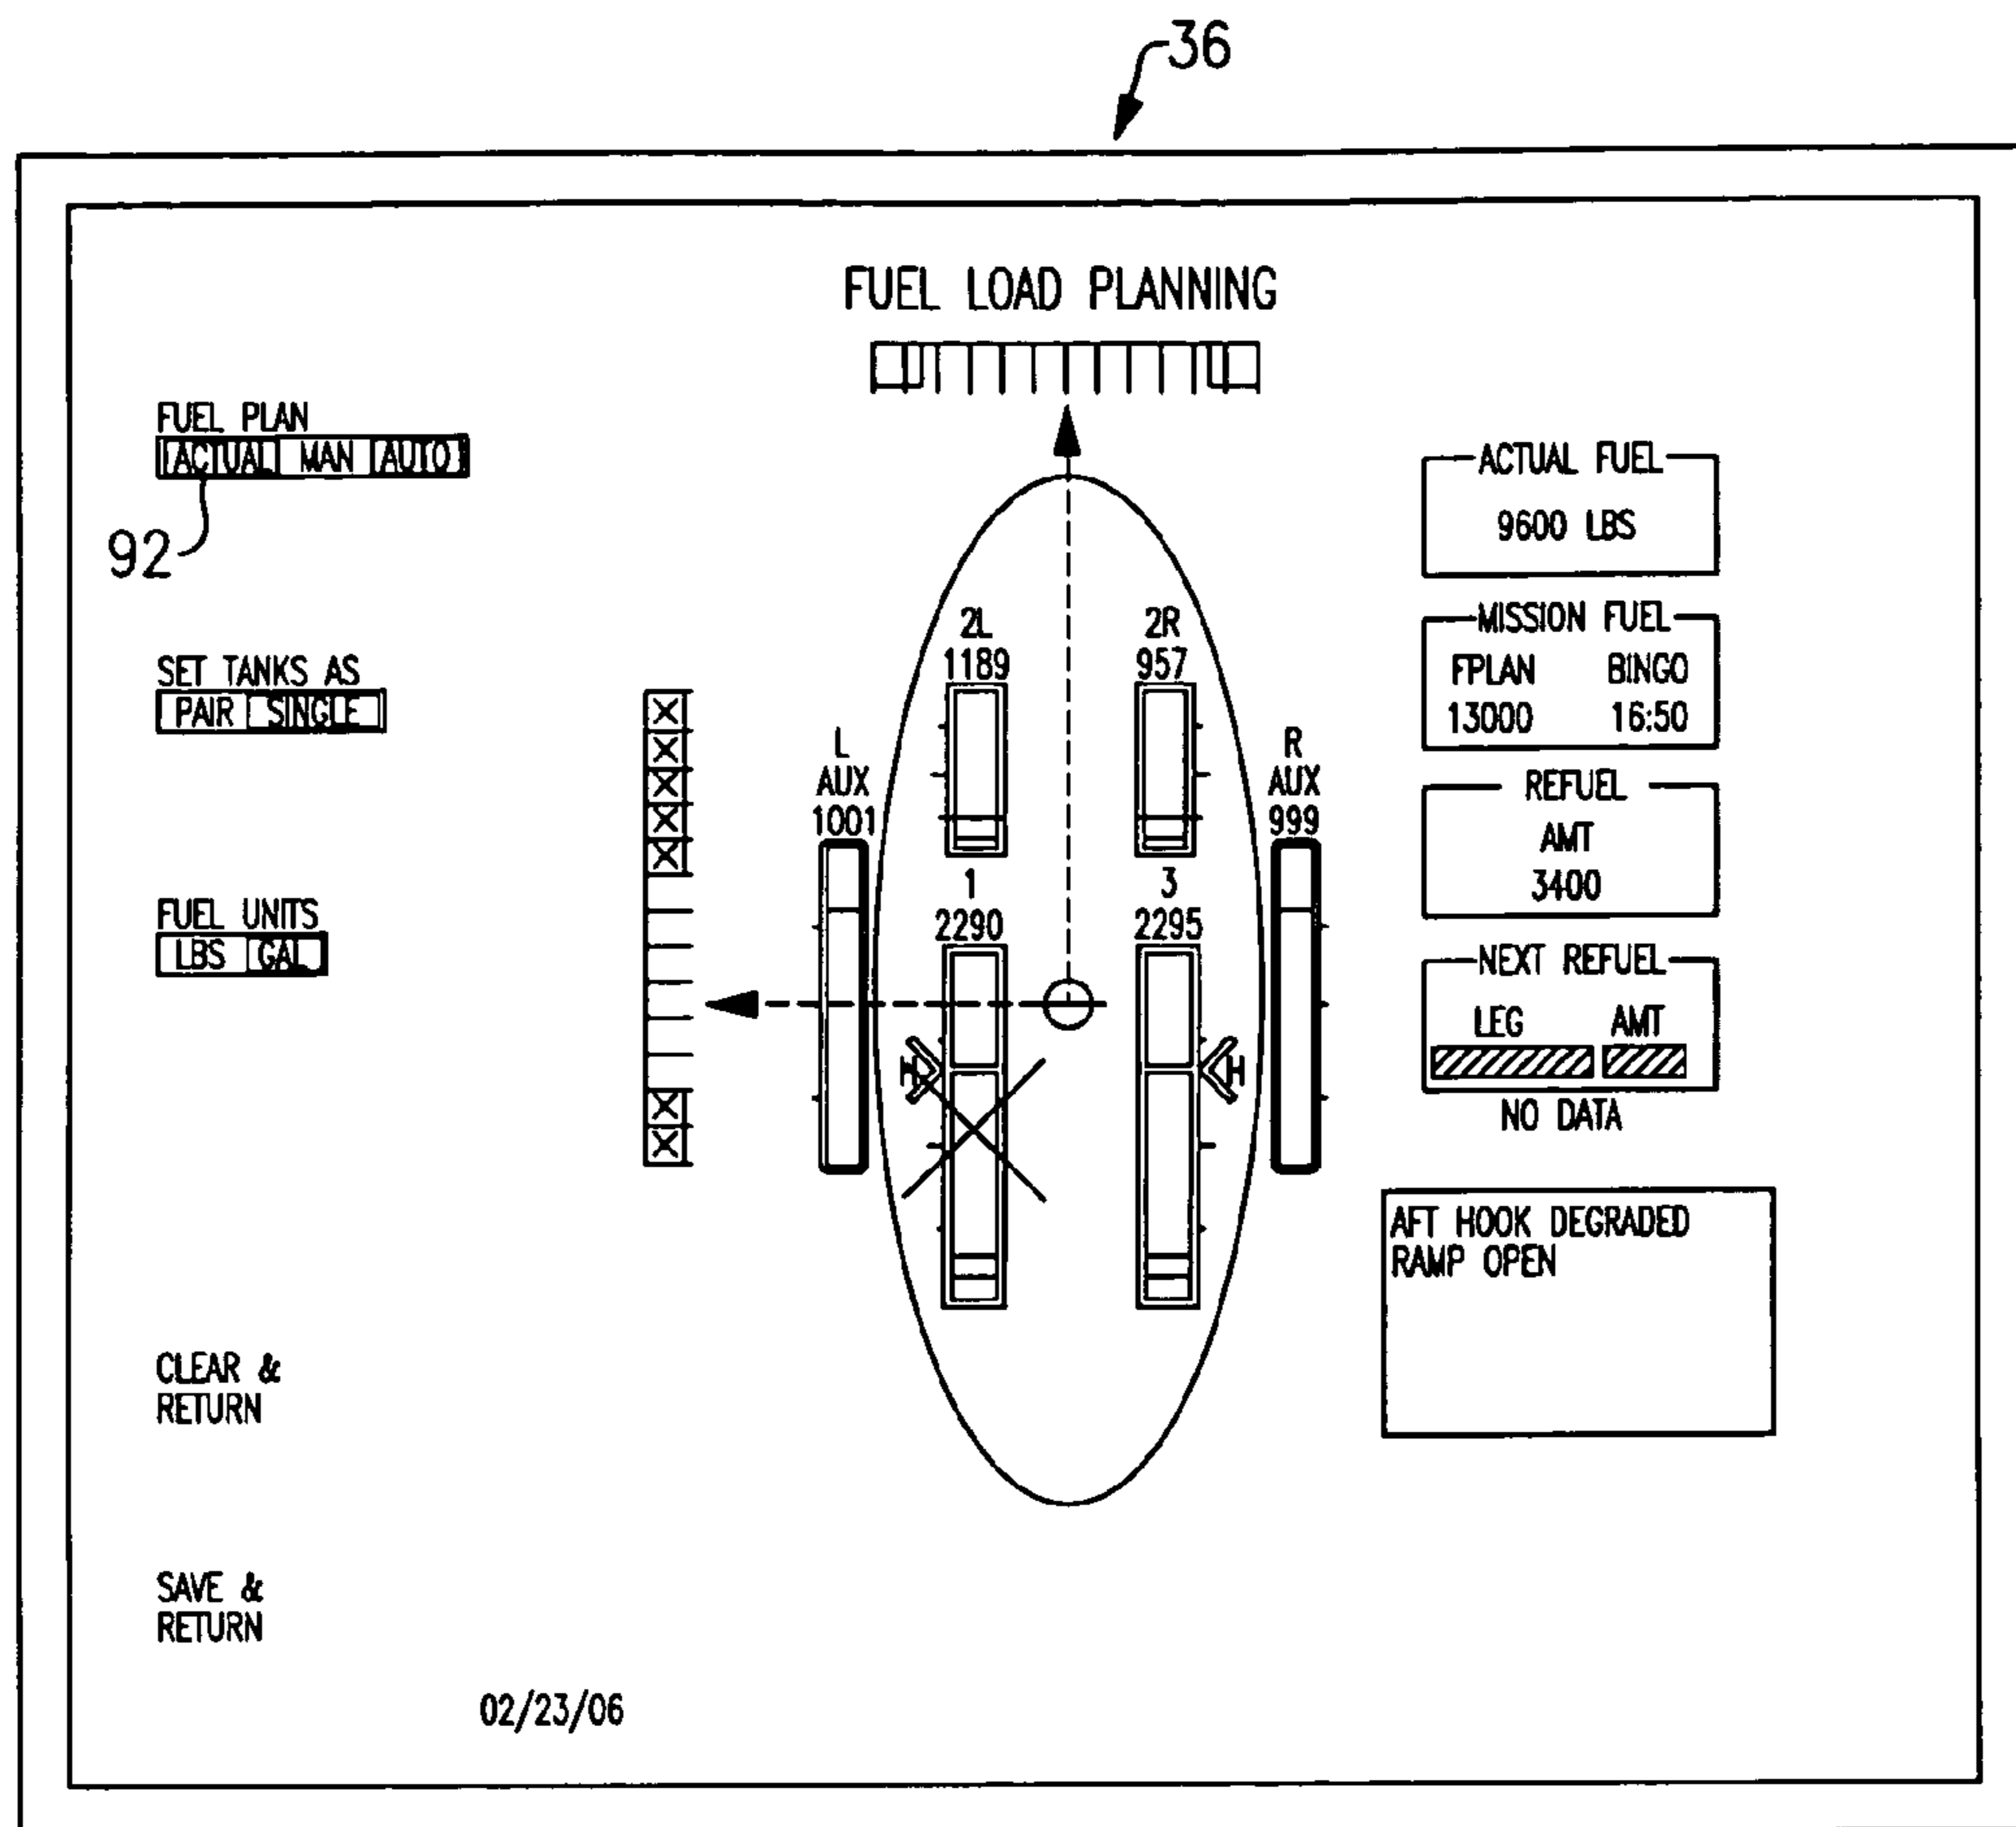 36
FUEL LOAD PLANNING
FUEL PLAN
ACTUAL MAN AUTO
92
SET TANKS AS
PAIR SINGLE
FUEL UNITS
LBS GAL
CLEAR &
RETURN
SAVE &
RETURN
02/23/06
2L
1189
2R
957
L
AUX
1001
R
AUX
999
1
2290
3
2295
H
H
ACTUAL FUEL
9600 LBS
MISSION FUEL
FPLAN BINGO
13000 16:50
REFUEL
AMT
3400
NEXT REFUEL
LEG AMT
NO DATA
AFT HOOK DEGRADED
RAMP OPEN